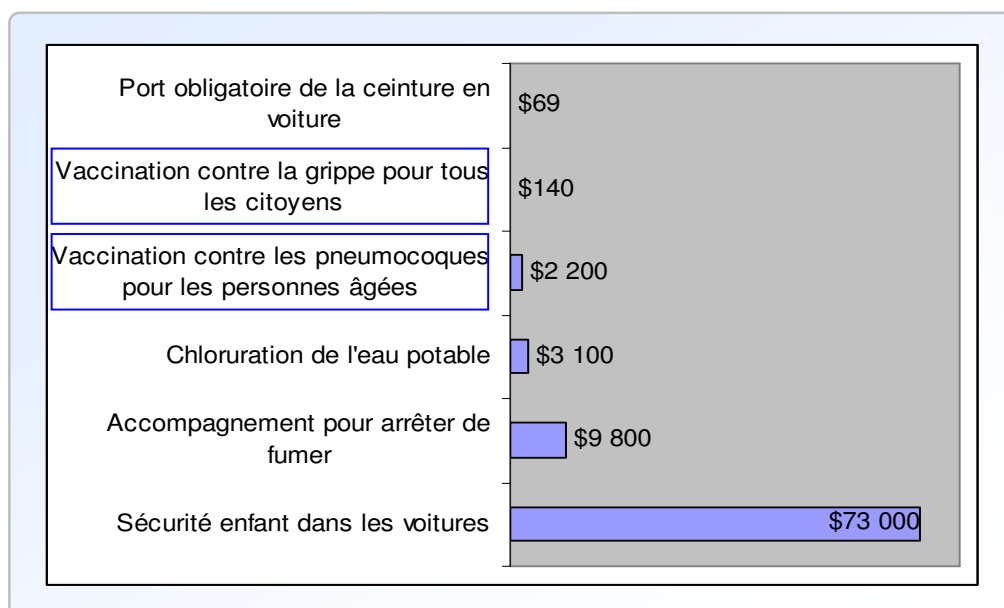 Port obligatoire de la ceinture en
voiture
$69
Vaccination contre la grippe pour tous
les citoyens
$140
Vaccination contre les pneumocoques
pour les personnes âgées
$2 200
Chloruration de l'eau potable
$3 100
Accompagnement pour arrêter de
fumer
$9 800
Sécurité enfant dans les voitures
$73 000